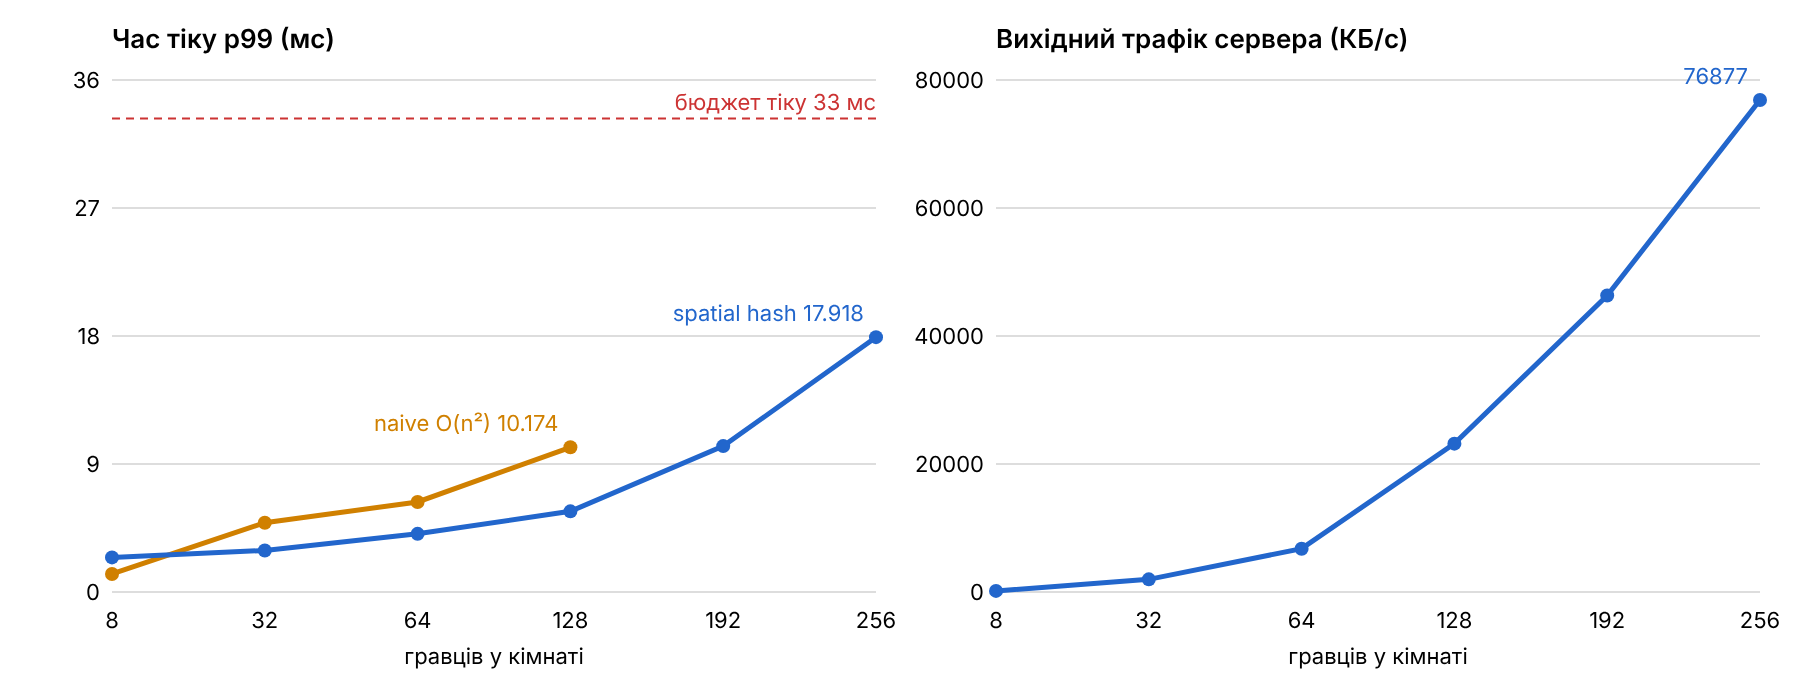 Час тіку p99 (мс)
36
бюджет тіку 33 мс
27
spatial hash 17.918
18
naive O(n²) 10.174
9
0
8 32 64 128 192 256
гравців у кімнаті
Вихідний трафік сервера (КБ/с)
76877
80000
60000
40000
20000
0
8 32 64 128 192 256
гравців у кімнаті